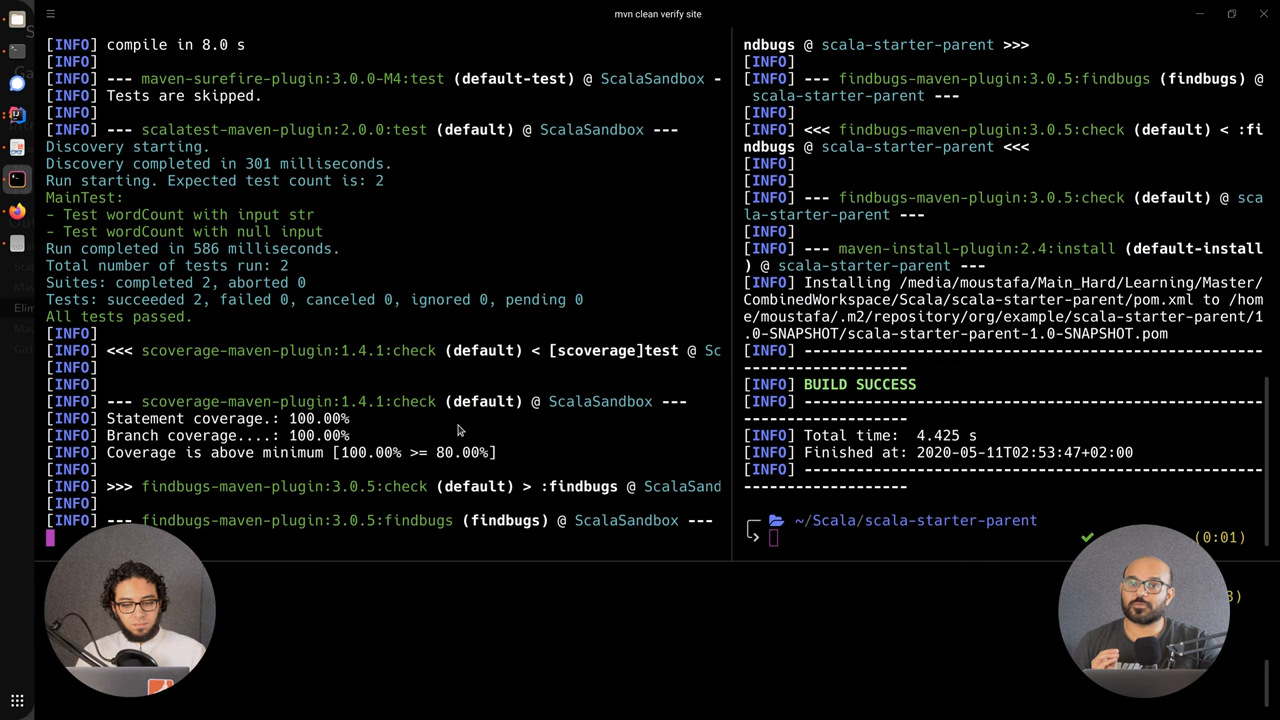 mvn clean verify site
[INFO] compile in 8.0 s
[INFO]
[INFO] --- maven-surefire-plugin:3.0.0-M4:test (default-test) @ ScalaSandbox -
[INFO] Tests are skipped.
[INFO]
[INFO] --- scalatest-maven-plugin:2.0.0:test (default) @ ScalaSandbox ---
Discovery starting.
Discovery completed in 301 milliseconds.
Run starting. Expected test count is: 2
MainTest:
- Test wordCount with input str
- Test wordCount with null input
Run completed in 586 milliseconds.
Total number of tests run: 2
Suites: completed 2, aborted 0
Tests: succeeded 2, failed 0, canceled 0, ignored 0, pending 0
All tests passed.
[INFO]
[INFO] <<< scoverage-maven-plugin:1.4.1:check (default) < [scoverage]test @ Sc
[INFO]
[INFO]
[INFO] --- scoverage-maven-plugin:1.4.1:check (default) @ ScalaSandbox ---
[INFO] Statement coverage.: 100.00%
[INFO] Branch coverage....: 100.00%
[INFO] Coverage is above minimum [100.00% >= 80.00%]
[INFO]
[INFO] >>> findbugs-maven-plugin:3.0.5:check (default) > :findbugs @ ScalaSand
[INFO]
[INFO] --- findbugs-maven-plugin:3.0.5:findbugs (findbugs) @ ScalaSandbox ---
ndbugs @ scala-starter-parent >>>
[INFO]
[INFO] --- findbugs-maven-plugin:3.0.5:findbugs (findbugs) @
scala-starter-parent ---
[INFO]
[INFO] <<< findbugs-maven-plugin:3.0.5:check (default) < :fi
ndbugs @ scala-starter-parent <<<
[INFO]
[INFO]
[INFO] --- findbugs-maven-plugin:3.0.5:check (default) @ sca
la-starter-parent ---
[INFO]
[INFO] --- maven-install-plugin:2.4:install (default-install
) @ scala-starter-parent ---
[INFO] Installing /media/moustafa/Main_Hard/Learning/Master/
CombinedWorkspace/Scala/scala-starter-parent/pom.xml to /hom
e/moustafa/.m2/repository/org/example/scala-starter-parent/1
.0-SNAPSHOT/scala-starter-parent-1.0-SNAPSHOT.pom
[INFO] ------------------------------------------------------
-------------------
[INFO] BUILD SUCCESS
[INFO] ------------------------------------------------------
-------------------
[INFO] Total time:  4.425 s
[INFO] Finished at: 2020-05-11T02:53:47+02:00
[INFO] ------------------------------------------------------
-------------------
~/Scala/scala-starter-parent
(0:01)